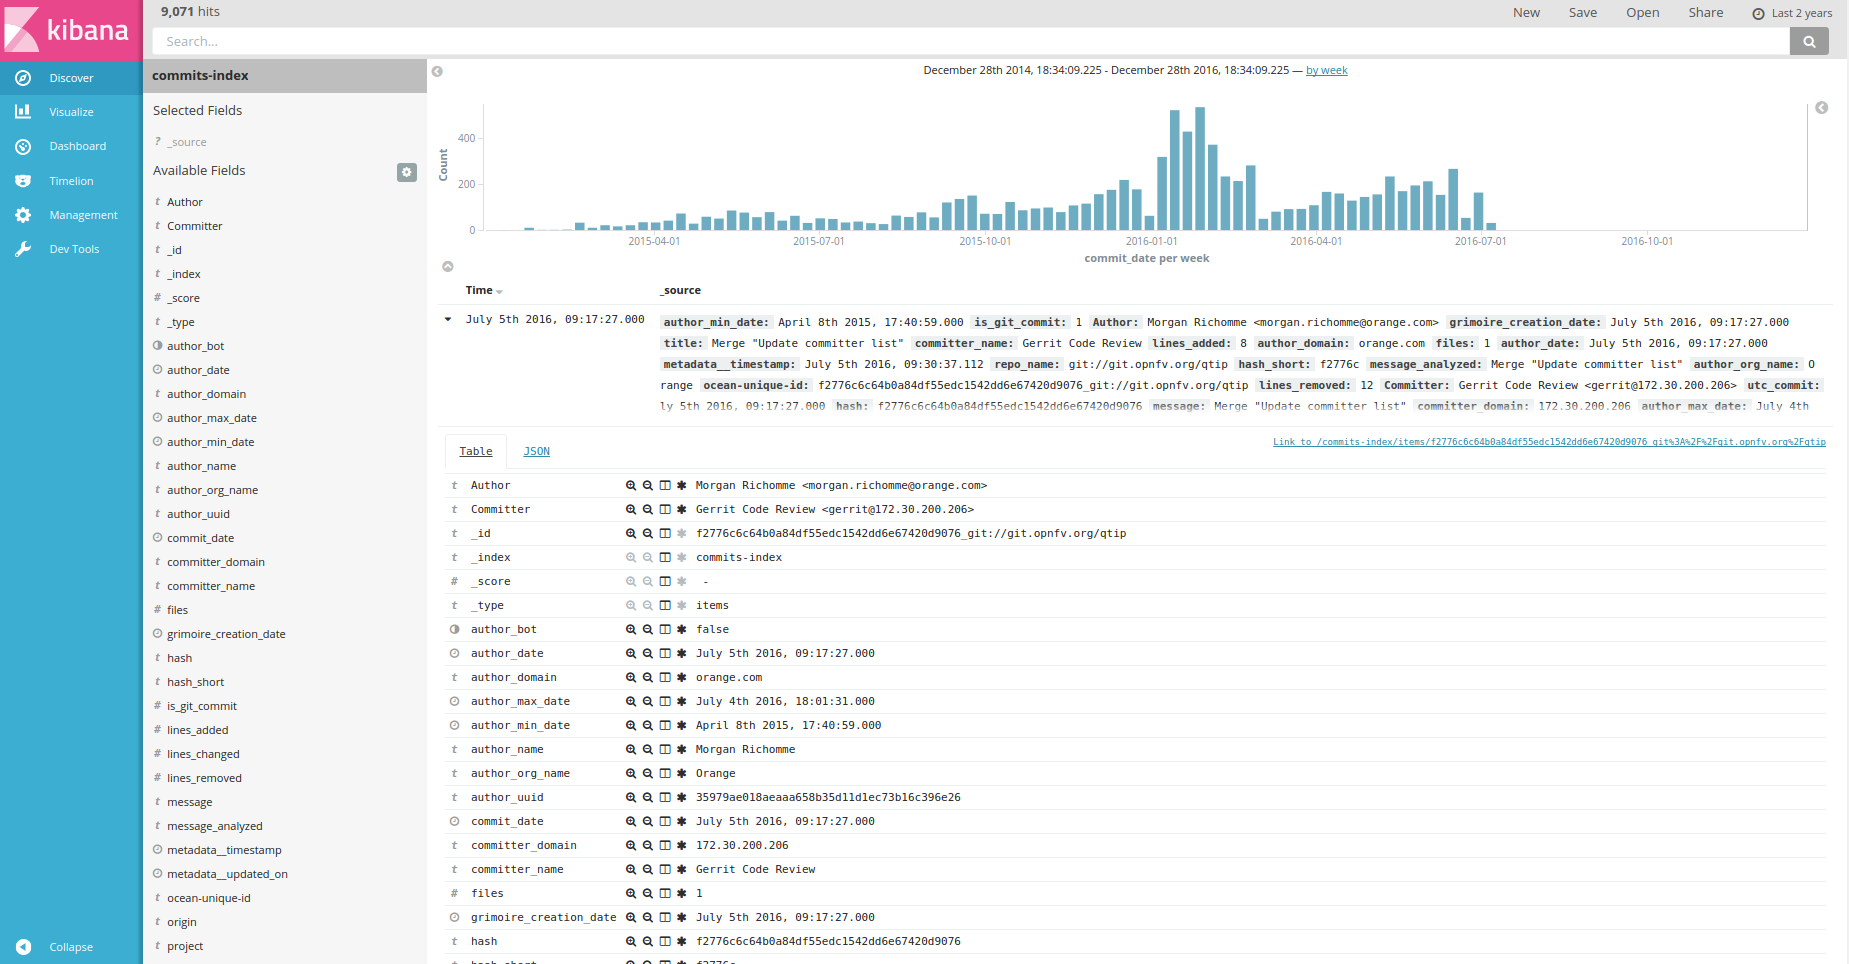 kibana
Discover
Visualize
Dashboard
Timelion
Management
Dev Tools
Collapse
9,071 hits
New Save Open Share Last 2 years
Search...
commits-index
Selected Fields
? _source
Available Fields
t Author
t Committer
t _id
t _index
# _score
t _type
author_bot
author_date
t author_domain
author_max_date
author_min_date
t author_name
t author_org_name
t author_uuid
commit_date
t committer_domain
t committer_name
# files
grimoire_creation_date
t hash
t hash_short
# is_git_commit
# lines_added
# lines_changed
# lines_removed
t message
t message_analyzed
metadata__timestamp
metadata__updated_on
t ocean-unique-id
t origin
t project
December 28th 2014, 18:34:09.225 - December 28th 2016, 18:34:09.225 — by week
Count
400
200
0
2015-04-01 2015-07-01 2015-10-01 2016-01-01 2016-04-01 2016-07-01 2016-10-01
commit_date per week
Time _source
July 5th 2016, 09:17:27.000
author_min_date: April 8th 2015, 17:40:59.000 is_git_commit: 1 Author: Morgan Richomme <morgan.richomme@orange.com> grimoire_creation_date: July 5th 2016, 09:17:27.000
title: Merge "Update committer list" committer_name: Gerrit Code Review lines_added: 8 author_domain: orange.com files: 1 author_date: July 5th 2016, 09:17:27.000
metadata__timestamp: July 5th 2016, 09:30:37.112 repo_name: git://git.opnfv.org/qtip hash_short: f2776c message_analyzed: Merge "Update committer list" author_org_name: O
range ocean-unique-id: f2776c6c64b0a84df55edc1542dd6e67420d9076_git://git.opnfv.org/qtip lines_removed: 12 Committer: Gerrit Code Review <gerrit@172.30.200.206> utc_commit:
ly 5th 2016, 09:17:27.000 hash: f2776c6c64b0a84df55edc1542dd6e67420d9076 message: Merge "Update committer list" committer_domain: 172.30.200.206 author_max_date: July 4th
Table JSON
Link to /commits-index/items/f2776c6c64b0a84df55edc1542dd6e67420d9076_git%3A%2F%2Fgit.opnfv.org%2Fqtip
t Author Morgan Richomme <morgan.richomme@orange.com>
t Committer Gerrit Code Review <gerrit@172.30.200.206>
t _id f2776c6c64b0a84df55edc1542dd6e67420d9076_git://git.opnfv.org/qtip
t _index commits-index
# _score -
t _type items
author_bot false
author_date July 5th 2016, 09:17:27.000
t author_domain orange.com
author_max_date July 4th 2016, 18:01:31.000
author_min_date April 8th 2015, 17:40:59.000
t author_name Morgan Richomme
t author_org_name Orange
t author_uuid 35979ae018aeaaa658b35d11d1ec73b16c396e26
commit_date July 5th 2016, 09:17:27.000
t committer_domain 172.30.200.206
t committer_name Gerrit Code Review
# files 1
grimoire_creation_date July 5th 2016, 09:17:27.000
t hash f2776c6c64b0a84df55edc1542dd6e67420d9076